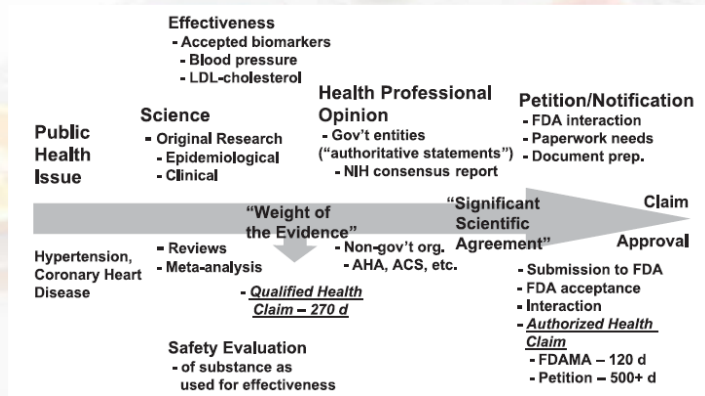 Effectiveness
- Accepted biomarkers
- Blood pressure
- LDL-cholesterol
Public
Health
Issue
Science
- Original Research
- Epidemiological
- Clinical
Health Professional
Opinion
- Gov't entities
("authoritative statements")
- NIH consensus report
Petition/Notification
- FDA interaction
- Paperwork needs
- Document prep.
"Weight of
the Evidence"
"Significant
Scientific
Agreement"
Claim
Approval
Hypertension,
Coronary Heart
Disease
- Reviews
- Meta-analysis
- Qualified Health
Claim – 270 d
- Non-gov't org.
- AHA, ACS, etc.
- Submission to FDA
- FDA acceptance
- Interaction
- Authorized Health
Claim
- FDAMA – 120 d
- Petition – 500+ d
Safety Evaluation
- of substance as
used for effectiveness